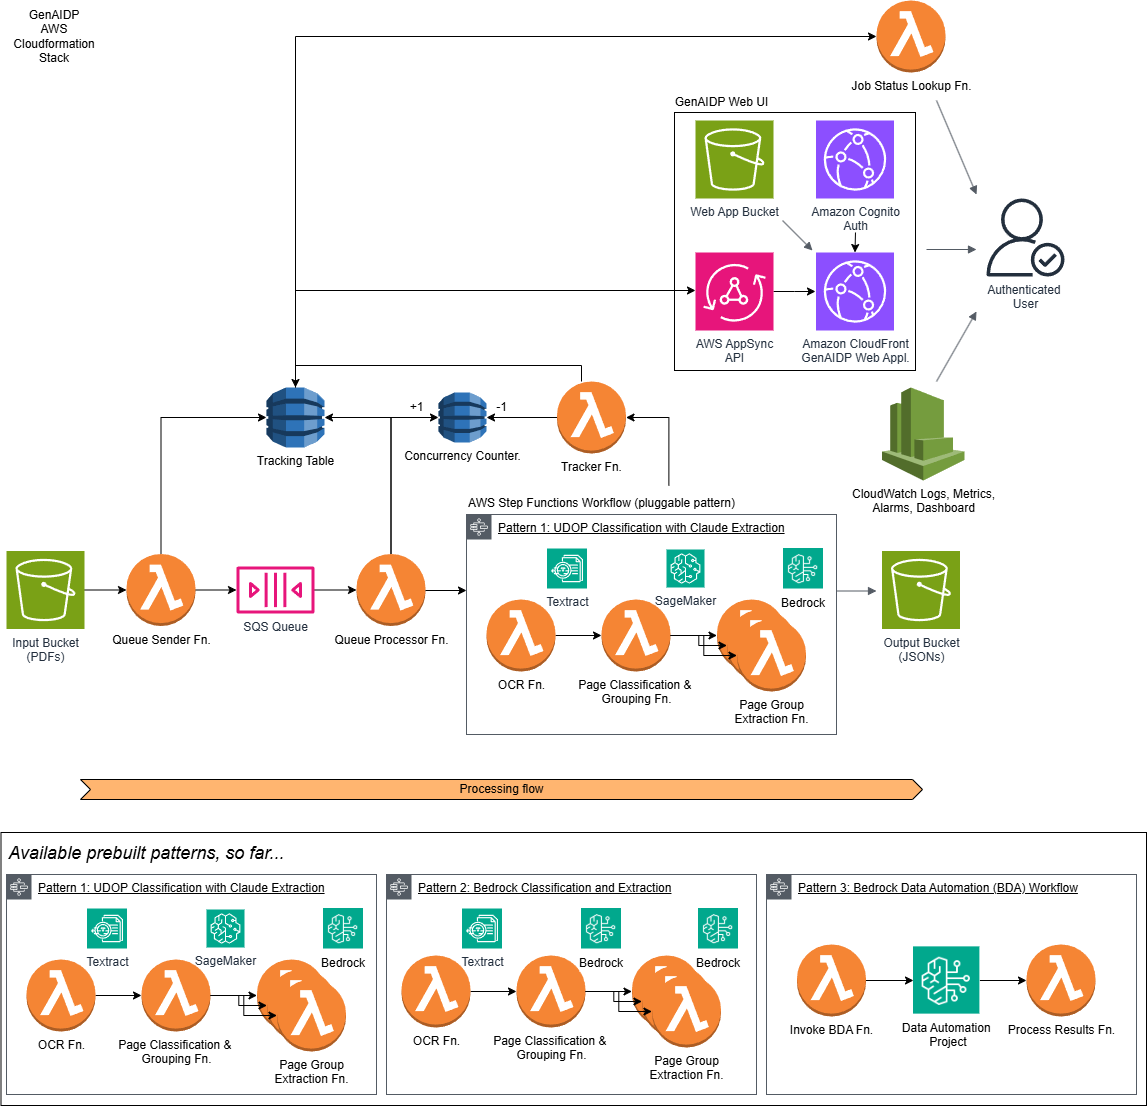 GenAIDP
AWS
Cloudformation
Stack
Job Status Lookup Fn.
GenAIDP Web UI
Web App Bucket
Amazon Cognito
Auth
AWS AppSync
API
Amazon CloudFront
GenAIDP Web Appl.
Authenticated
User
Tracking Table
+1
-1
Concurrency Counter.
Tracker Fn.
CloudWatch Logs, Metrics,
Alarms, Dashboard
AWS Step Functions Workflow (pluggable pattern)
Pattern 1: UDOP Classification with Claude Extraction
Textract
SageMaker
Bedrock
Input Bucket
(PDFs)
Queue Sender Fn.
SQS Queue
Queue Processor Fn.
OCR Fn.
Page Classification &
Grouping Fn.
Page Group
Extraction Fn.
Output Bucket
(JSONs)
Processing flow
Available prebuilt patterns, so far...
Pattern 1: UDOP Classification with Claude Extraction
Textract
SageMaker
Bedrock
OCR Fn.
Page Classification &
Grouping Fn.
Page Group
Extraction Fn.
Pattern 2: Bedrock Classification and Extraction
Textract
Bedrock
Bedrock
OCR Fn.
Page Classification &
Grouping Fn.
Page Group
Extraction Fn.
Pattern 3: Bedrock Data Automation (BDA) Workflow
Invoke BDA Fn.
Data Automation
Project
Process Results Fn.